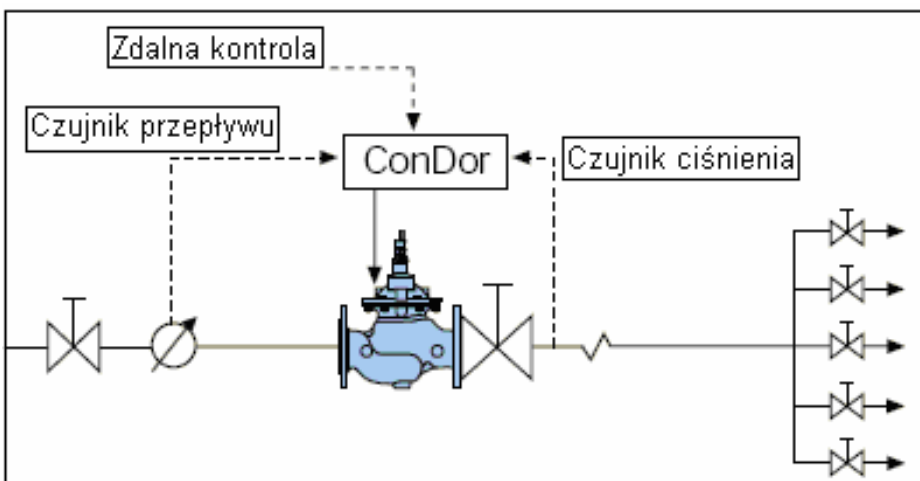 Zdalna kontrola
Czujnik przepływu
ConDor
Czujnik ciśnienia